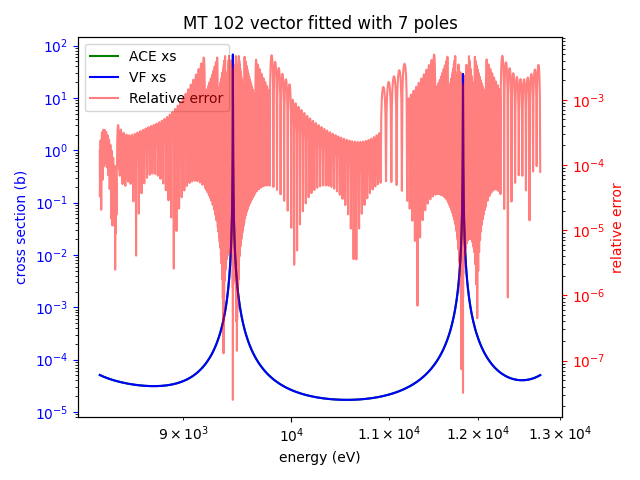 MT 102 vector fitted with 7 poles
ACE xs
VF xs
Relative error
cross section (b)
10²
10¹
10⁰
10⁻¹
10⁻²
10⁻³
10⁻⁴
10⁻⁵
relative error
10⁻³
10⁻⁴
10⁻⁵
10⁻⁶
10⁻⁷
9 × 10³
10⁴
1.1 × 10⁴
1.2 × 10⁴
1.3 × 10⁴
energy (eV)